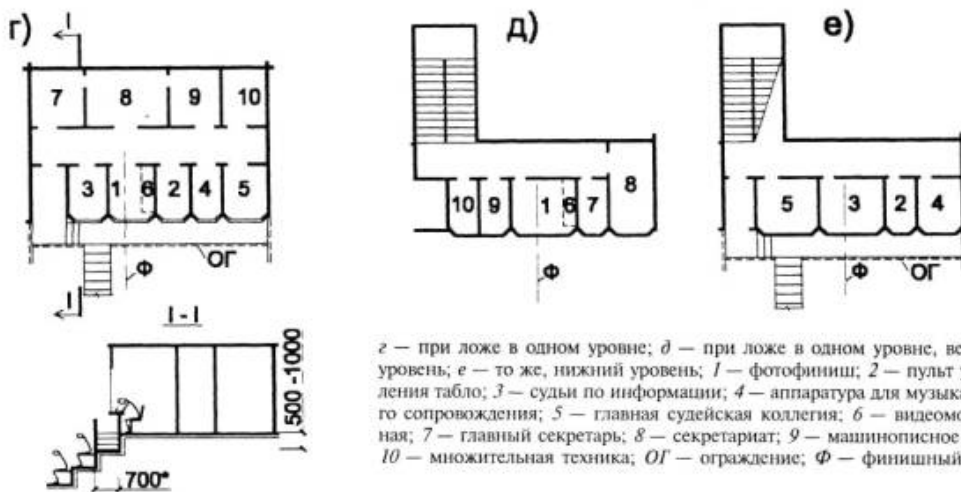 г)
д)
е)
I
7 8 9 10
3 1 6 2 4 5
ОГ
Ф
I
I - I
500 -1000
700*
10 9 1 6 7 8
Ф
5 3 2 4
ОГ
Ф
г — при ложе в одном уровне; д — при ложе в одном уровне,
уровень; е — то же, нижний уровень; 1 — фотофиниш; 2 — пульт
ления табло; 3 — судьи по информации; 4 — аппаратура для
го сопровождения; 5 — главная судейская коллегия; 6 —
ная; 7 — главный секретарь; 8 — секретариат; 9 — машинописное
10 — множительная техника; ОГ — ограждение; Ф — финишный